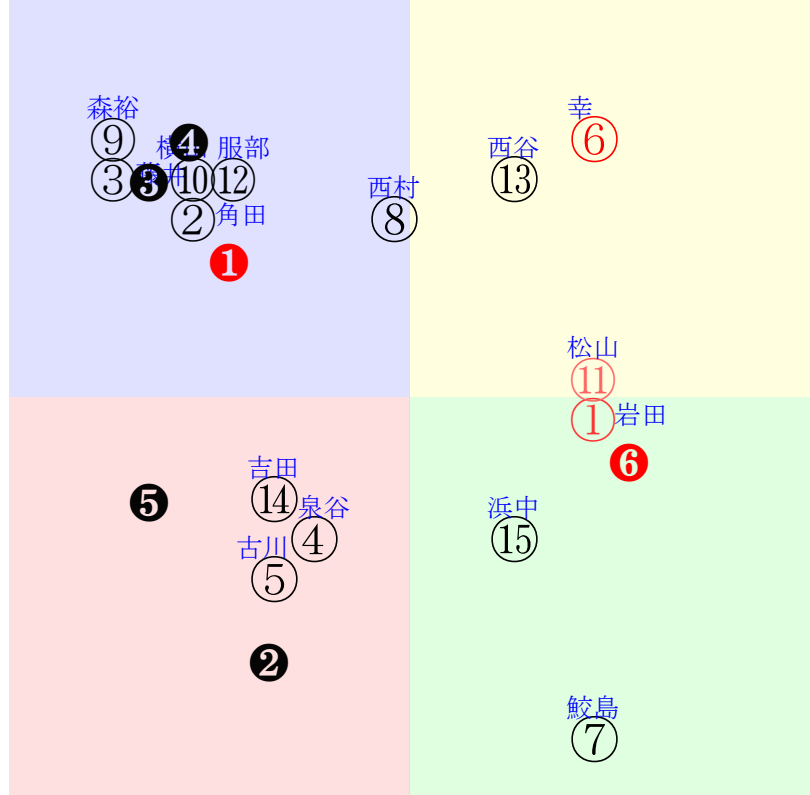 森裕
幸
⑨
❹
服部
西谷
⑥
③
❸
⑩
⑫
西村
⑬
②
角田
⑧
❶
松山
⑪
①
岩田
吉田
❻
❺
⑭
泉谷
浜中
古川
④
⑮
⑤
❷
鮫島
⑦